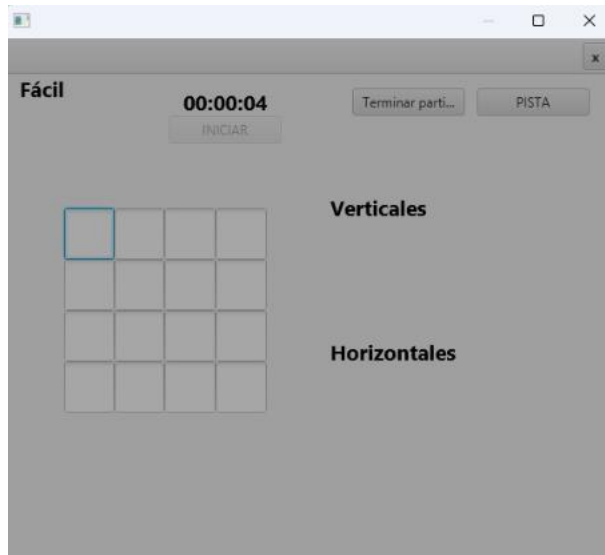 x
Fácil
00:00:04
Terminar parti...
PISTA
INICIAR
Verticales
Horizontales